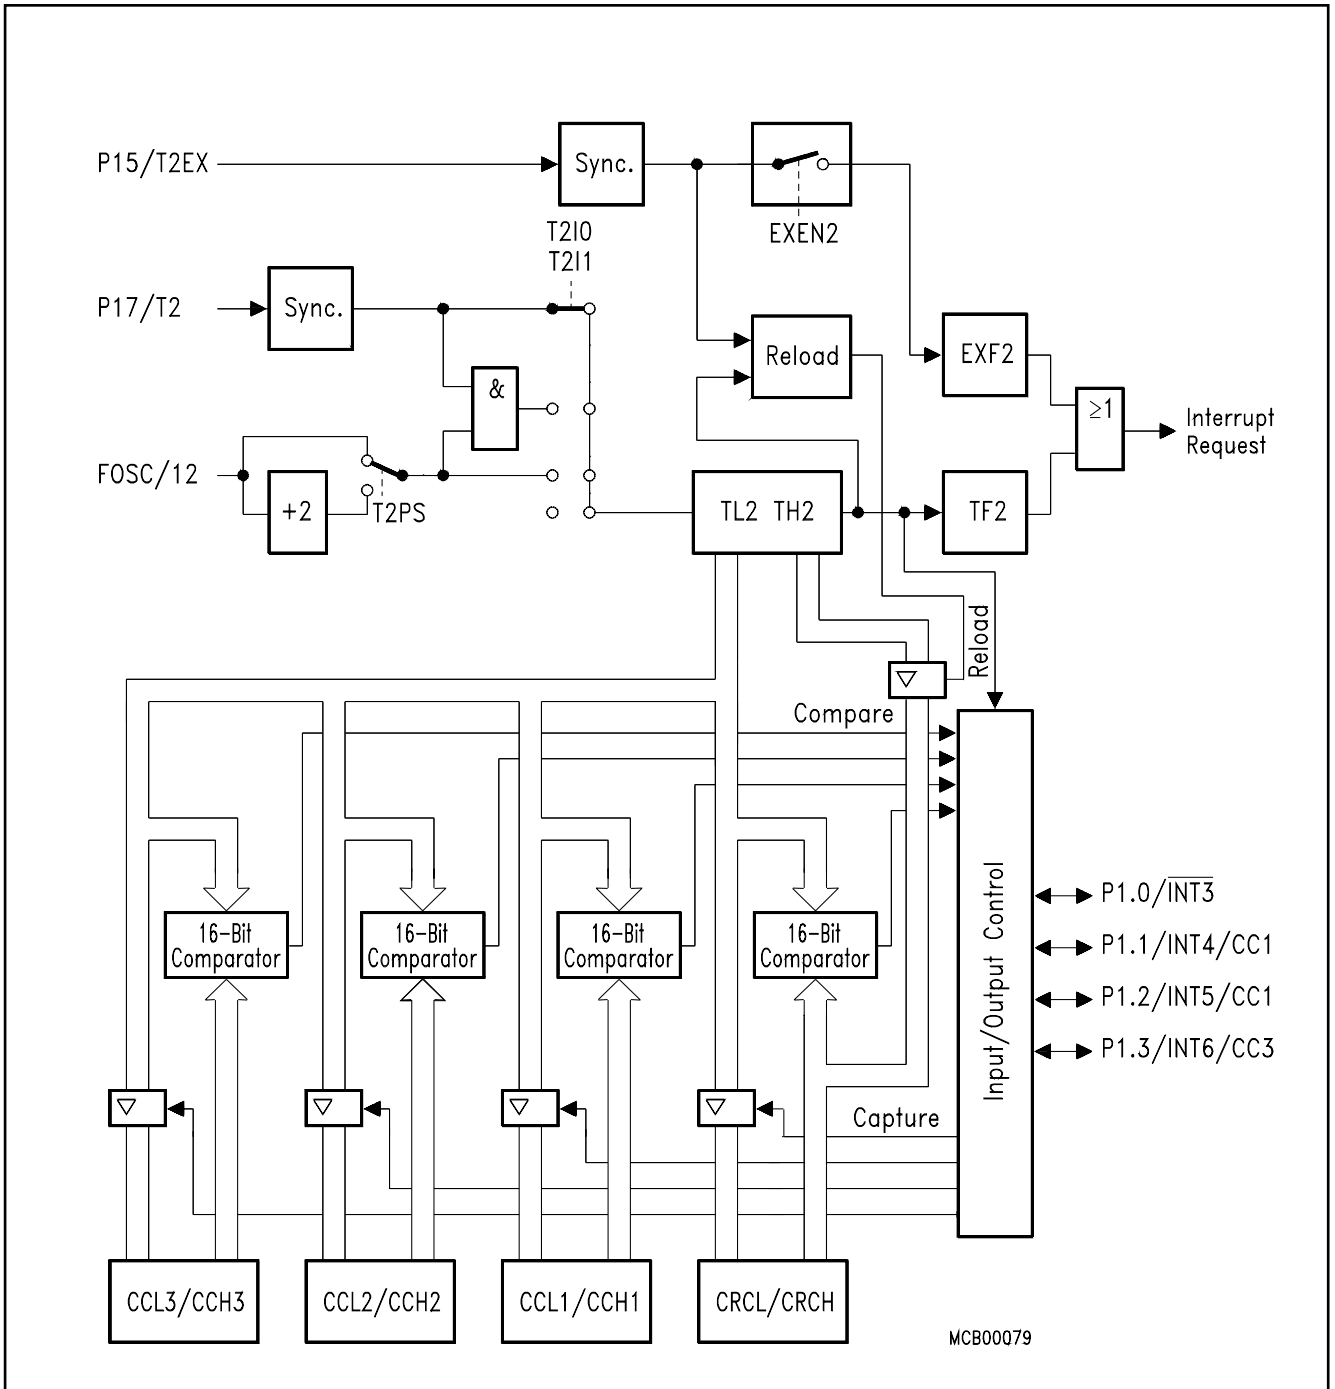 P15/T2EX
Sync.
EXEN2
T2I0
T2I1
P17/T2
Sync.
Reload
EXF2
&
≥1
Interrupt
Request
FOSC/12
+2
T2PS
TL2 TH2
TF2
Reload
Compare
16-Bit
Comparator
16-Bit
Comparator
16-Bit
Comparator
16-Bit
Comparator
Input/Output Control
P1.0/I̅N̅T̅3̅
P1.1/INT4/CC1
P1.2/INT5/CC1
P1.3/INT6/CC3
Capture
CCL3/CCH3
CCL2/CCH2
CCL1/CCH1
CRCL/CRCH
MCB00079